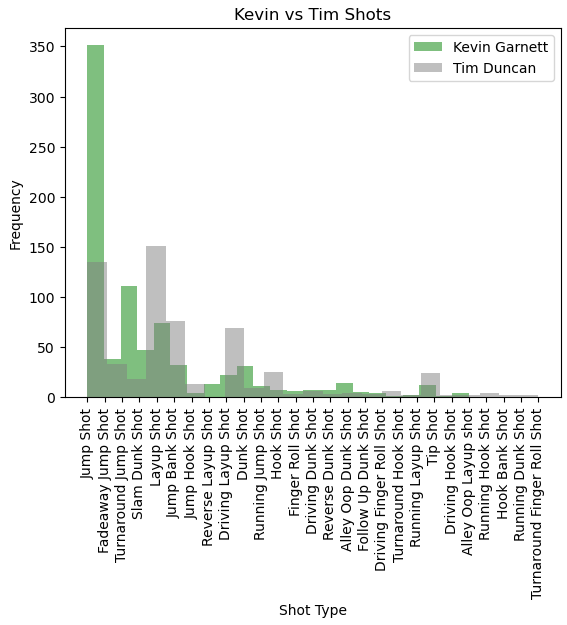 Kevin vs Tim Shots
Kevin Garnett
Tim Duncan
Frequency
350
300
250
200
150
100
50
0
Jump Shot
Fadeaway Jump Shot
Turnaround Jump Shot
Slam Dunk Shot
Layup Shot
Jump Bank Shot
Jump Hook Shot
Reverse Layup Shot
Driving Layup Shot
Dunk Shot
Running Jump Shot
Hook Shot
Finger Roll Shot
Driving Dunk Shot
Reverse Dunk Shot
Alley Oop Dunk Shot
Follow Up Dunk Shot
Driving Finger Roll Shot
Turnaround Hook Shot
Running Layup Shot
Tip Shot
Driving Hook Shot
Alley Oop Layup shot
Running Hook Shot
Hook Bank Shot
Running Dunk Shot
Turnaround Finger Roll Shot
Shot Type